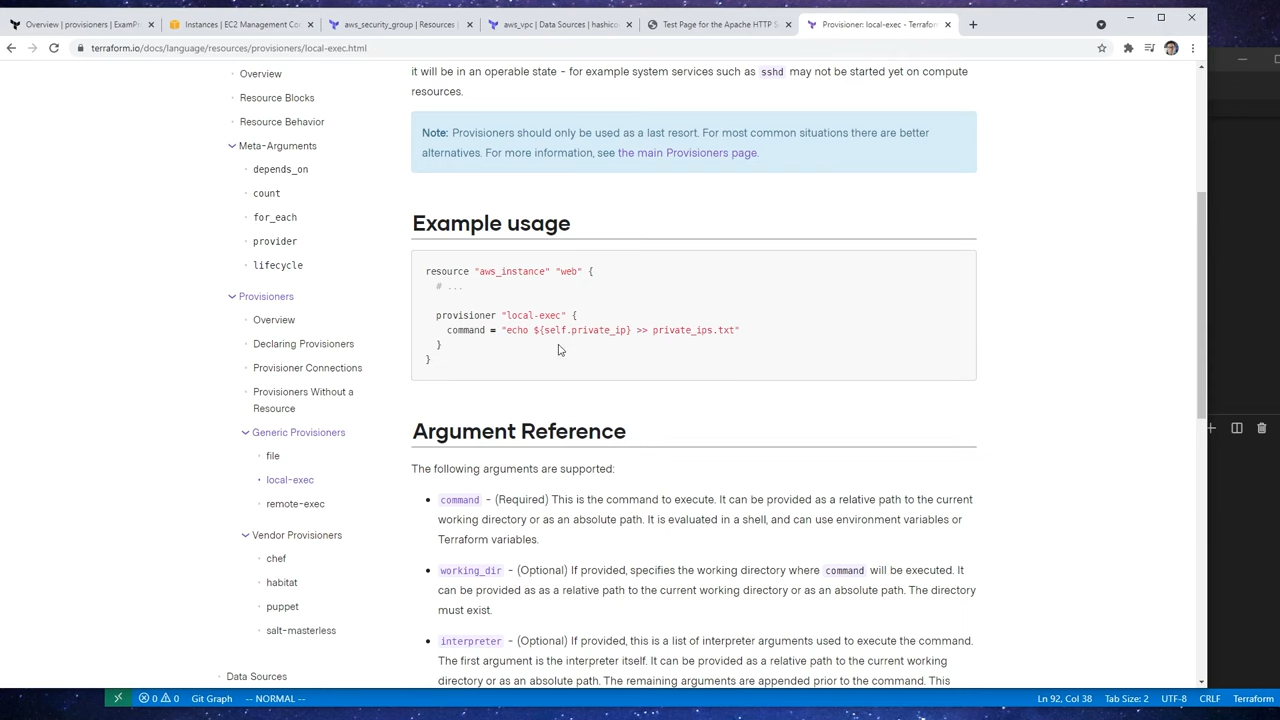 Overview | provisioners | ExamPr
Instances | EC2 Management Co
aws_security_group | Resources |
aws_vpc | Data Sources | hashico
Test Page for the Apache HTTP S
Provisioner: local-exec - Terrafor
terraform.io/docs/language/resources/provisioners/local-exec.html
Overview
Resource Blocks
Resource Behavior
Meta-Arguments
depends_on
count
for_each
provider
lifecycle
Provisioners
Overview
Declaring Provisioners
Provisioner Connections
Provisioners Without a
Resource
Generic Provisioners
file
local-exec
remote-exec
Vendor Provisioners
chef
habitat
puppet
salt-masterless
Data Sources
it will be in an operable state - for example system services such as sshd may not be started yet on compute
resources.
Note: Provisioners should only be used as a last resort. For most common situations there are better
alternatives. For more information, see the main Provisioners page.
Example usage
resource "aws_instance" "web" {
# ...
provisioner "local-exec" {
command = "echo ${self.private_ip} >> private_ips.txt"
}
}
Argument Reference
The following arguments are supported:
command - (Required) This is the command to execute. It can be provided as a relative path to the current
working directory or as an absolute path. It is evaluated in a shell, and can use environment variables or
Terraform variables.
working_dir - (Optional) If provided, specifies the working directory where command will be executed. It
can be provided as as a relative path to the current working directory or as an absolute path. The directory
must exist.
interpreter - (Optional) If provided, this is a list of interpreter arguments used to execute the command.
The first argument is the interpreter itself. It can be provided as a relative path to the current working
directory or as an absolute path. The remaining arguments are appended prior to the command. This
0 0 Git Graph -- NORMAL -- Ln 92, Col 38 Tab Size: 2 UTF-8 CRLF Terraform